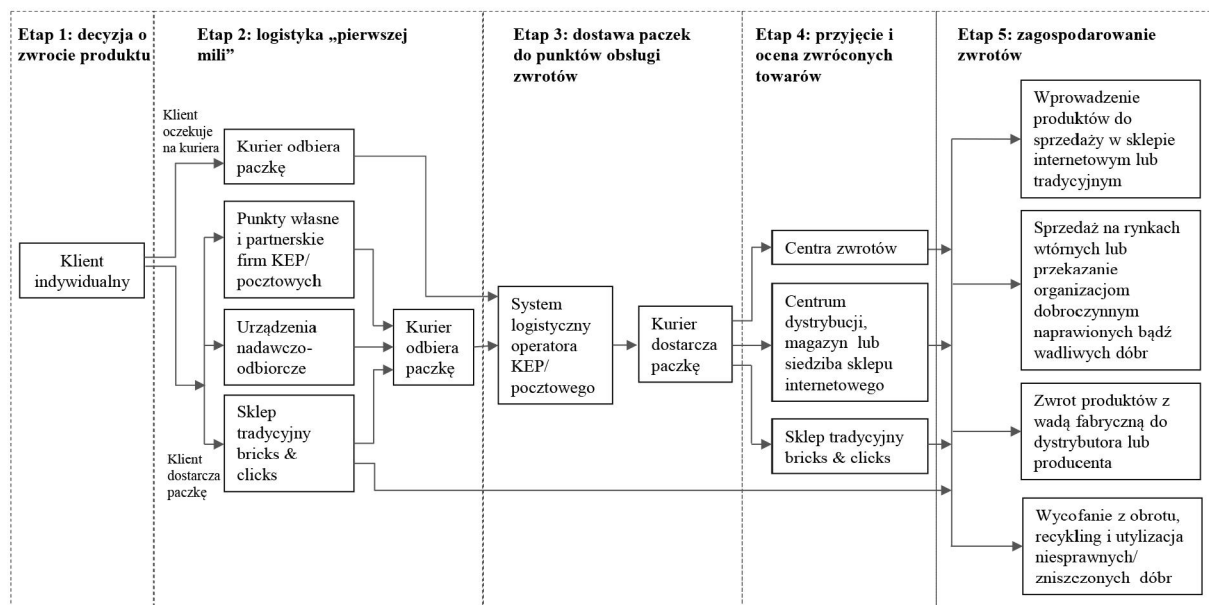 Etap 1: decyzja o
zwrocie produktu
Etap 2: logistyka „pierwszej
mili”
Etap 3: dostawa paczek
do punktów obsługi
zwrotów
Etap 4: przyjęcie i
ocena zwróconych
towarów
Etap 5: zagospodarowanie
zwrotów
Klient
indywidualny
Klient
oczekuje
na kuriera
Kurier odbiera
paczkę
Punkty własne
i partnerskie
firm KEP/
pocztowych
Urządzenia
nadawczo-
odbiorcze
Sklep
tradycyjny
bricks &
clicks
Klient
dostarcza
paczkę
Kurier
odbiera
paczkę
System
logistyczny
operatora
KEP/
pocztowego
Kurier
dostarcza
paczkę
Centra zwrotów
Centrum
dystrybucji,
magazyn lub
siedziba sklepu
internetowego
Sklep tradycyjny
bricks & clicks
Wprowadzenie
produktów do
sprzedaży w sklepie
internetowym lub
tradycyjnym
Sprzedaż na rynkach
wtórnych lub
przekazanie
organizacjom
dobroczynnym
naprawionych bądź
wadliwych dóbr
Zwrot produktów z
wadą fabryczną do
dystrybutora lub
producenta
Wycofanie z obrotu,
recykling i utylizacja
niesprawnych/
zniszczonych dóbr